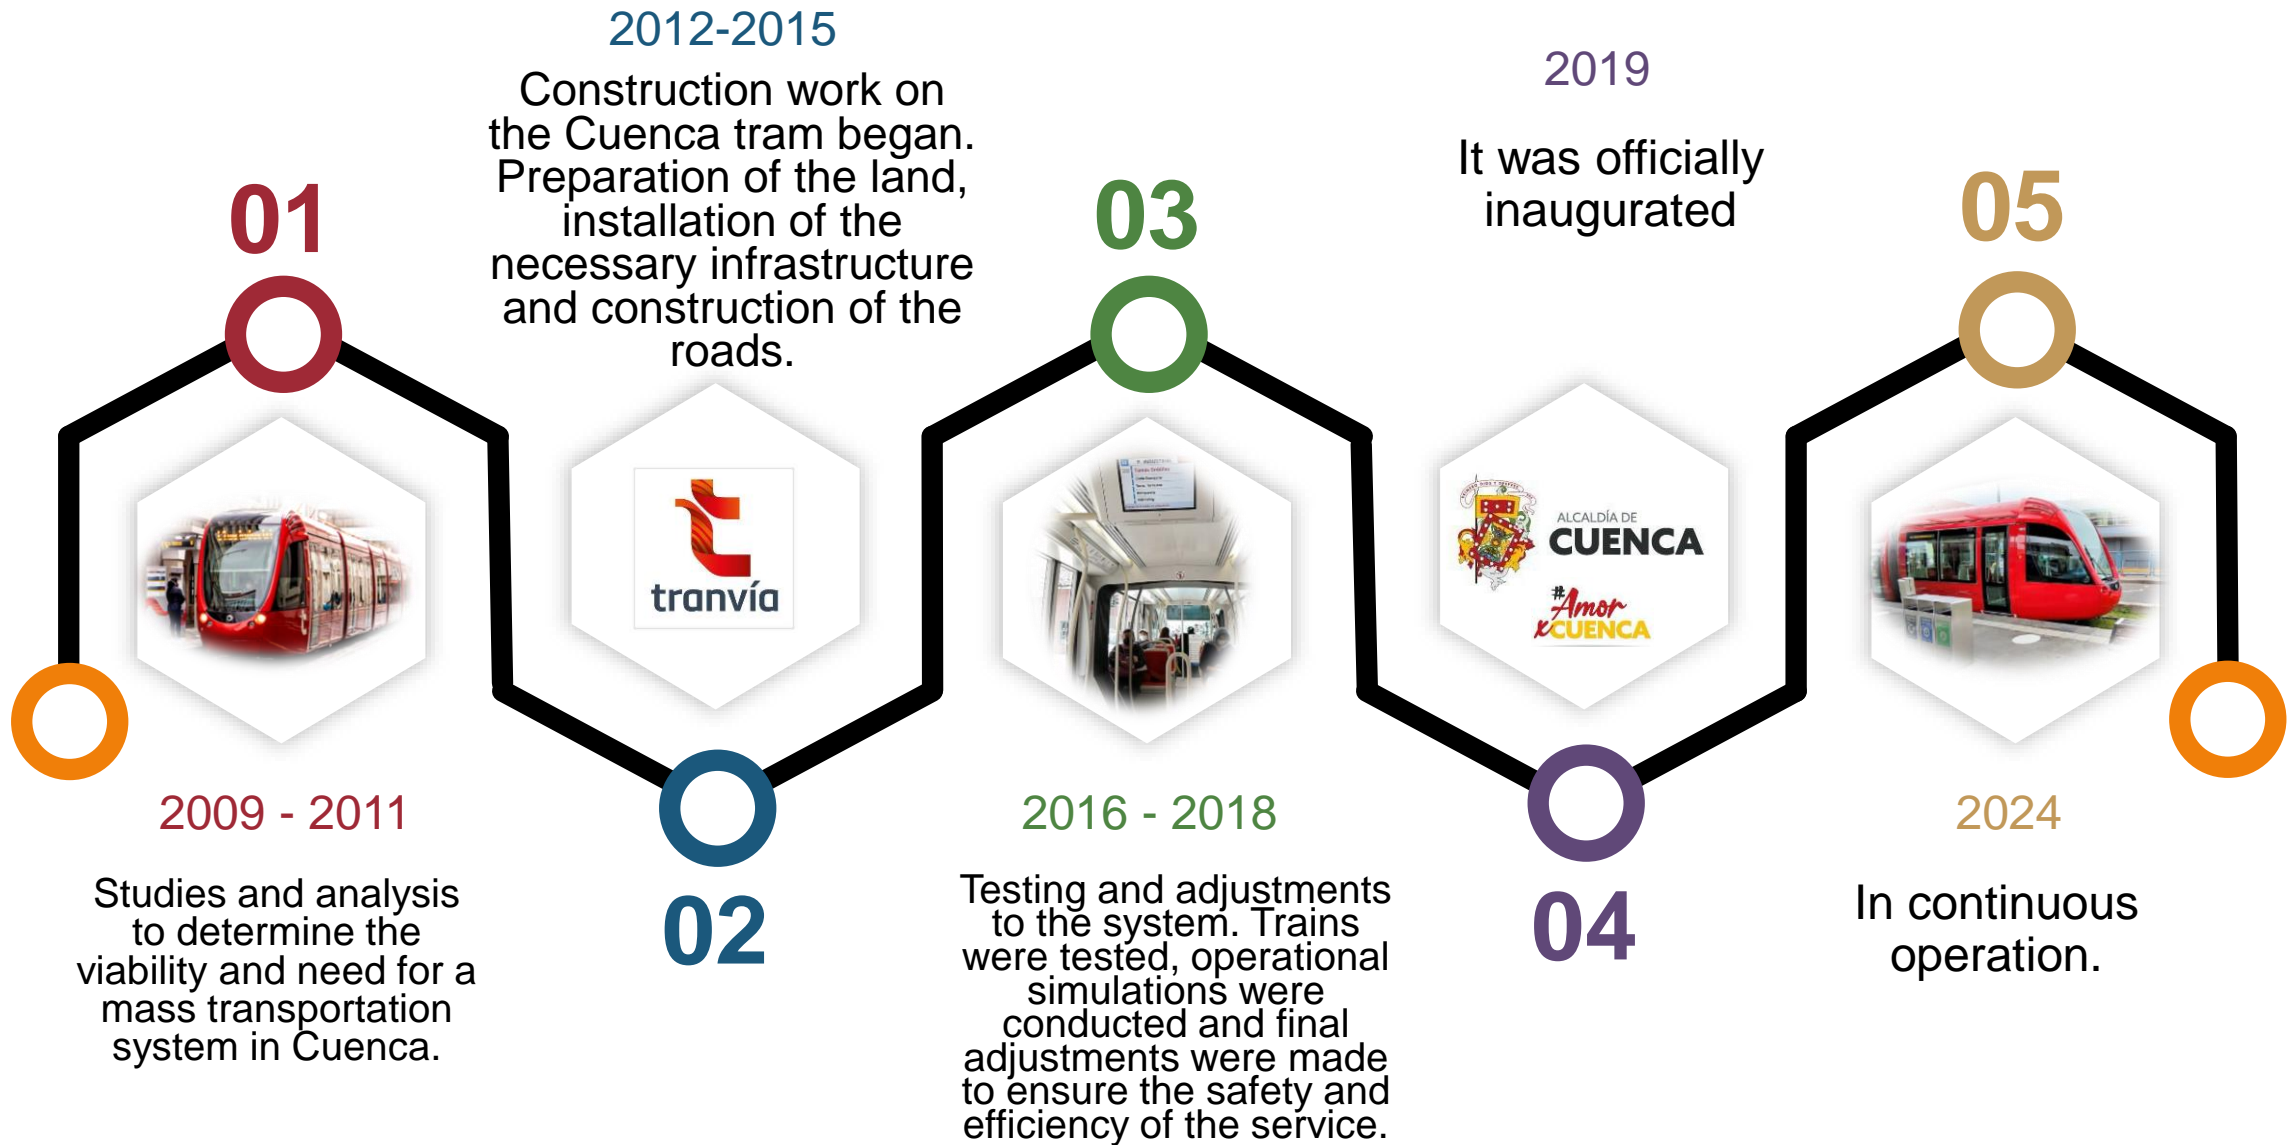 01
2009 - 2011
Studies and analysis
to determine the
viability and need for a
mass transportation
system in Cuenca.
2012-2015
Construction work on
the Cuenca tram began.
Preparation of the land,
installation of the
necessary infrastructure
and construction of the
roads.
tranvía
02
03
2016 - 2018
Testing and adjustments
to the system. Trains
were tested, operational
simulations were
conducted and final
adjustments were made
to ensure the safety and
efficiency of the service.
2019
It was officially
inaugurated
ALCALDÍA DE
CUENCA
#Amor
xCUENCA
04
05
2024
In continuous
operation.